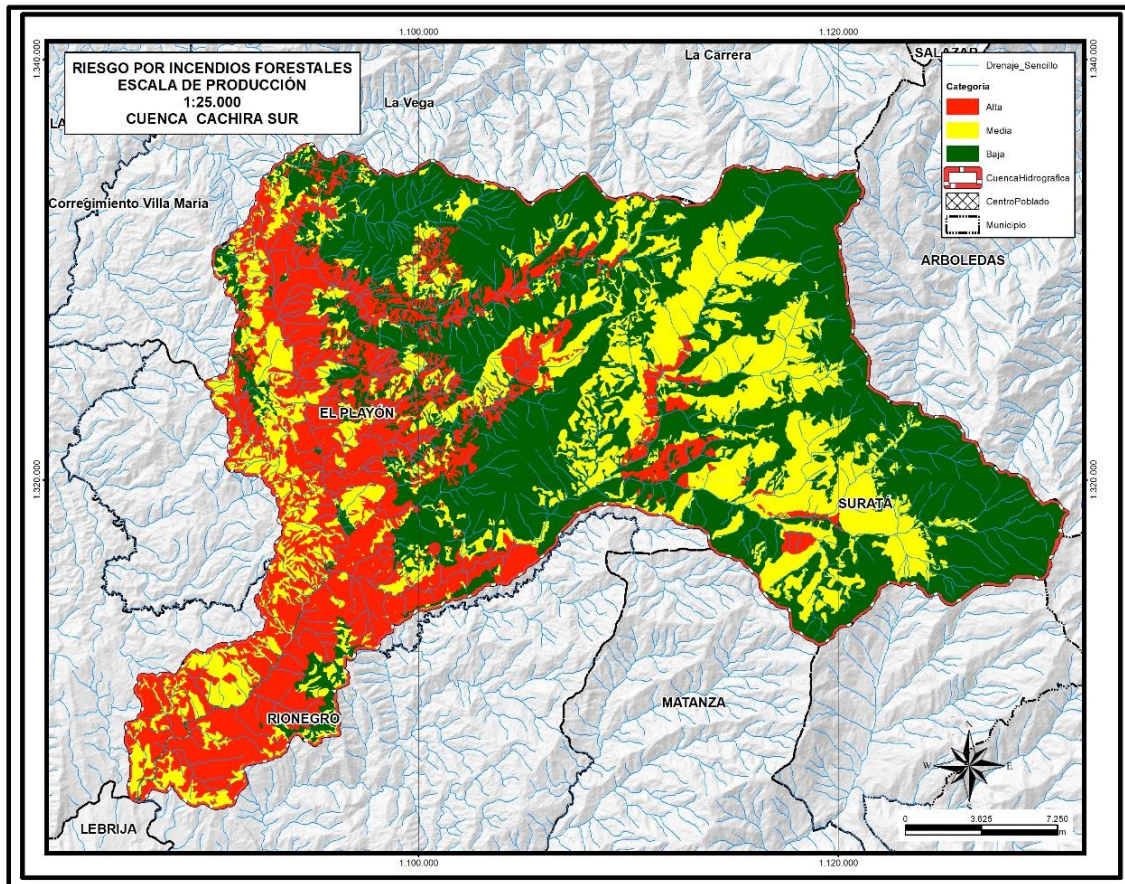 1.100.000
1.120.000
1.340.000
1.340.000
RIESGO POR INCENDIOS FORESTALES
ESCALA DE PRODUCCIÓN
1:25.000
CUENCA CACHIRA SUR
LA
La Vega
La Carrera
SALAZAR
Drenaje_Sencillo
Categoría
Alta
Media
Baja
CuencaHidrografica
CentroPoblado
Municipio
Corregimiento Villa María
ARBOLEDAS
EL PLAYÓN
1.320.000
1.320.000
SURATÁ
MATANZA
RIONEGRO
LEBRIJA
N
W
E
S
0
3.625
7.250
m
1.100.000
1.120.000